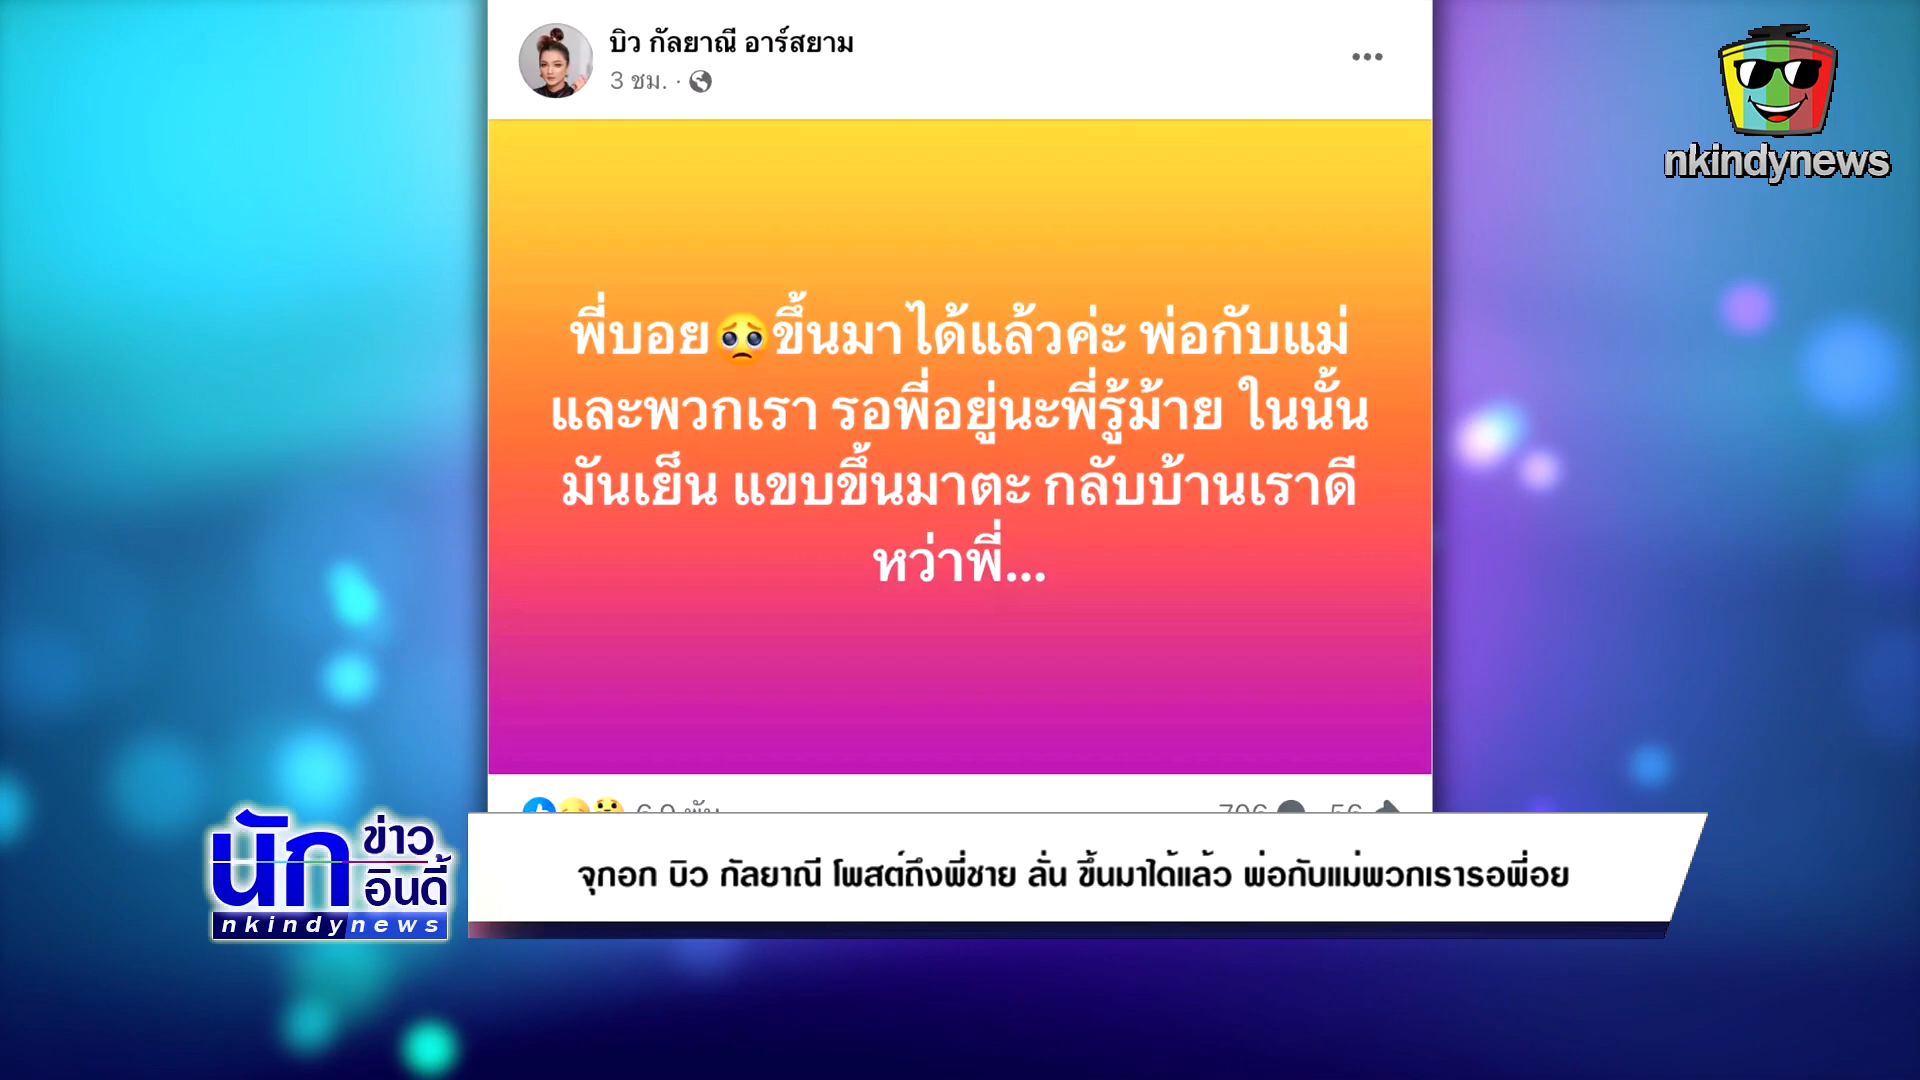 บิว กัลยาณี อาร์สยาม
3 ชม. ·
nkindynews
พี่บอย🥺ขึ้นมาได้แล้วค่ะ พ่อกับแม่
และพวกเรา รอพี่อยู่นะพี่รู้ม้าย ในนั้น
มันเย็น แขบขึ้นมาตะ กลับบ้านเราดี
หว่าพี่...
นักข่าวอินดี้
nkindynews
จุกอก บิว กัลยาณี โพสต์ถึงพี่ชาย ลั่น ขึ้นมาได้แล้ว พ่อกับแม่พวกเรารอพี่อย